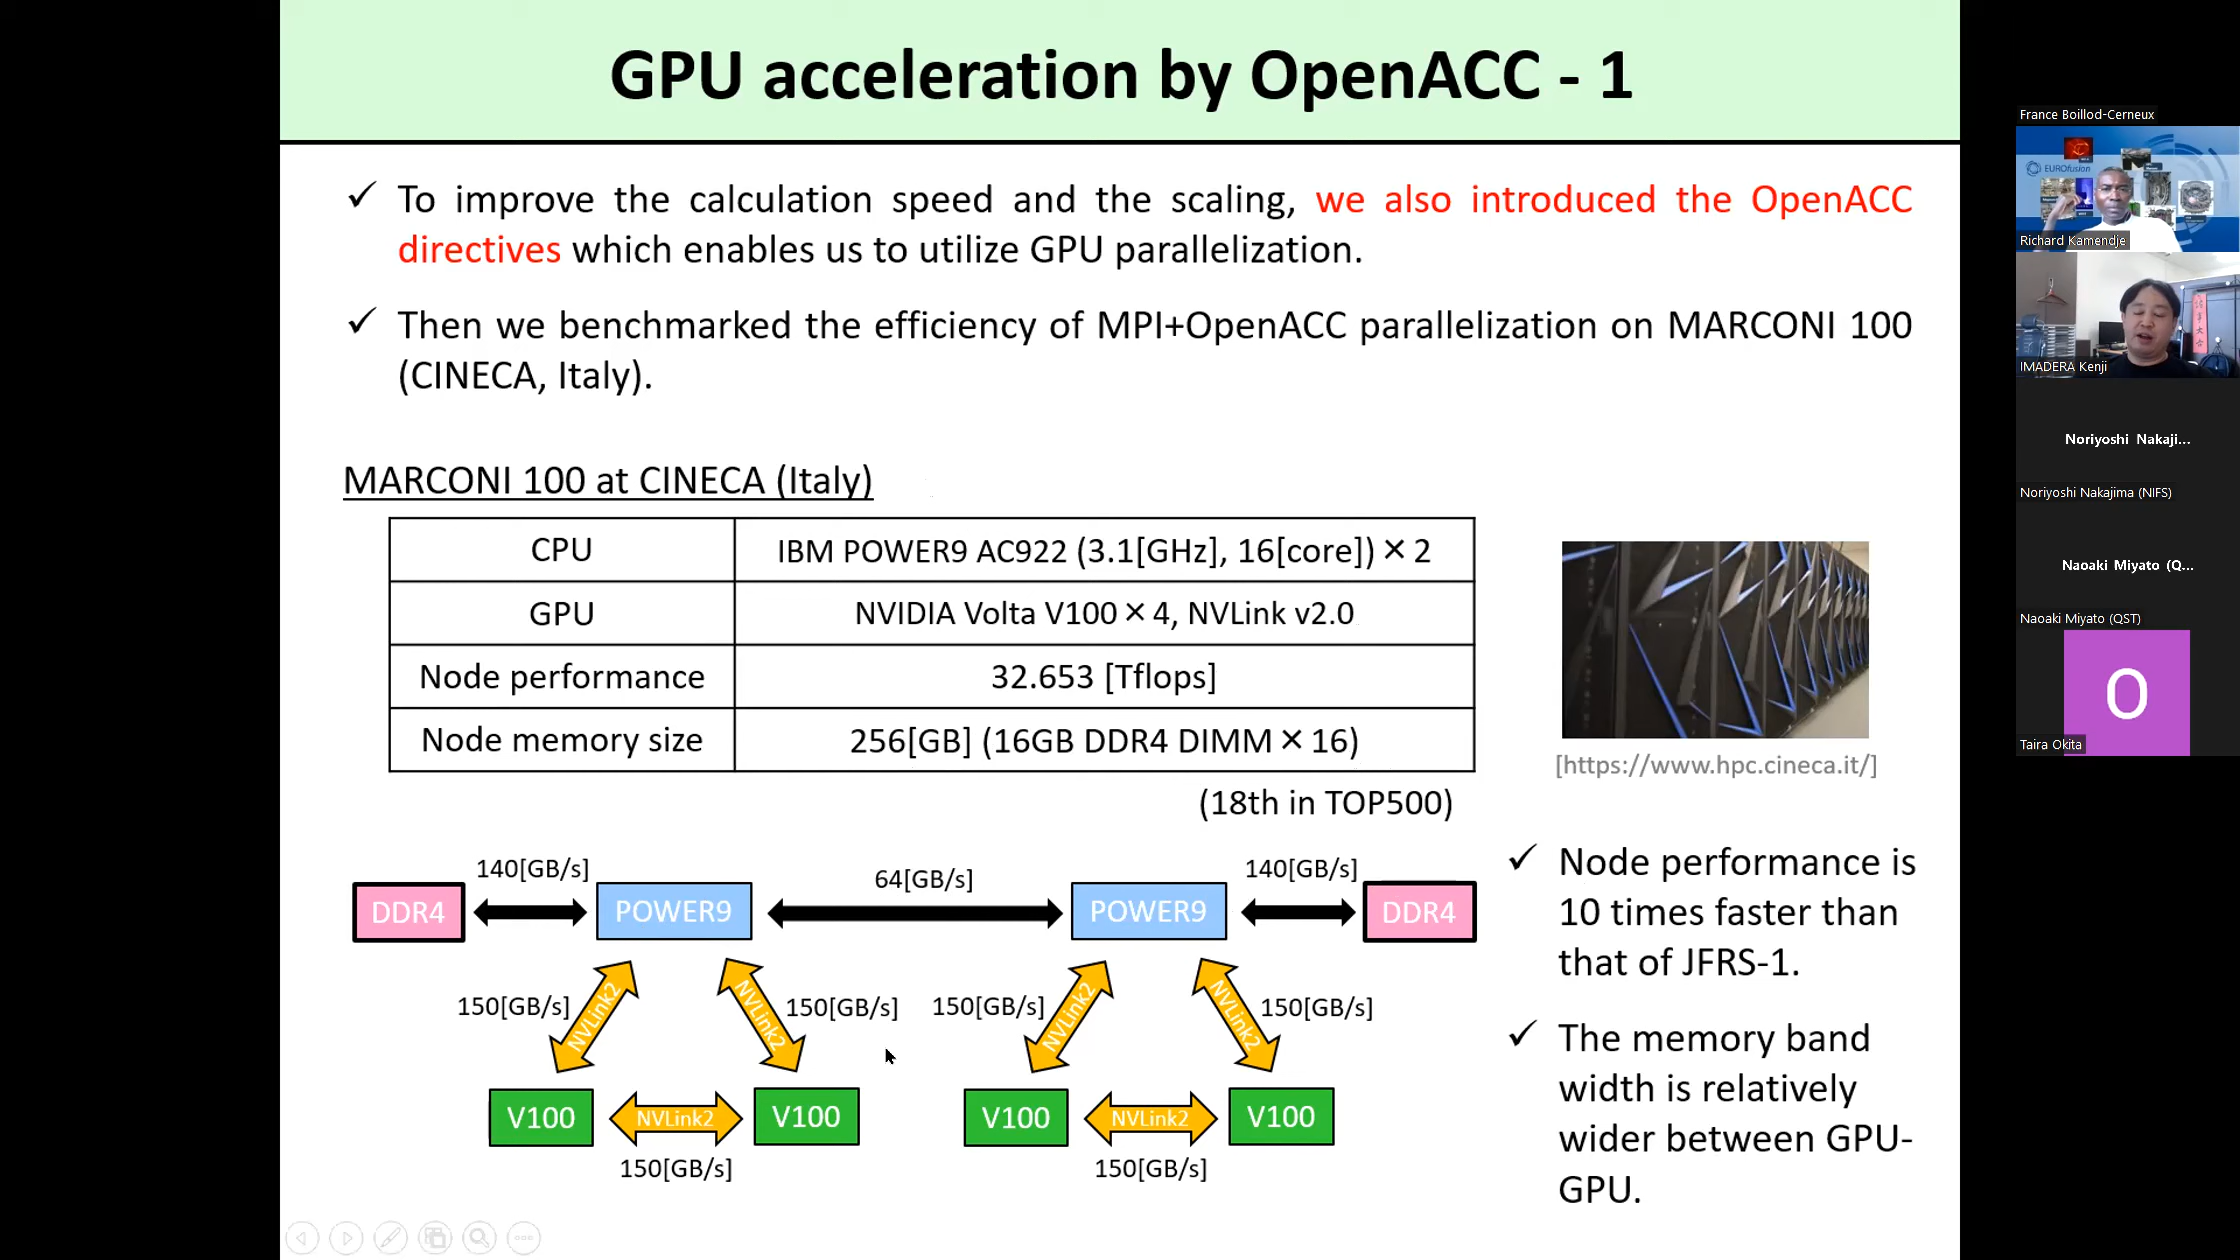 GPU acceleration by OpenACC - 1
✓ To improve the calculation speed and the scaling, we also introduced the OpenACC
directives which enables us to utilize GPU parallelization.
✓ Then we benchmarked the efficiency of MPI+OpenACC parallelization on MARCONI 100
(CINECA, Italy).
MARCONI 100 at CINECA (Italy)
CPU IBM POWER9 AC922 (3.1[GHz], 16[core]) × 2
GPU NVIDIA Volta V100 × 4, NVLink v2.0
Node performance 32.653 [Tflops]
Node memory size 256[GB] (16GB DDR4 DIMM × 16)
(18th in TOP500)
[https://www.hpc.cineca.it/]
140[GB/s] 64[GB/s] 140[GB/s]
DDR4 POWER9 POWER9 DDR4
150[GB/s] NVLink2 NVLink2 150[GB/s] 150[GB/s] NVLink2 NVLink2 150[GB/s]
V100 NVLink2 V100 V100 NVLink2 V100
150[GB/s] 150[GB/s]
✓ Node performance is
10 times faster than
that of JFRS-1.
✓ The memory band
width is relatively
wider between GPU-
GPU.
France Boillod-Cerneux
EUROfusion
Richard Kamendje
IMADERA Kenji
Noriyoshi Nakaji...
Noriyoshi Nakajima (NIFS)
Naoaki Miyato (Q...
Naoaki Miyato (QST)
O
Taira Okita